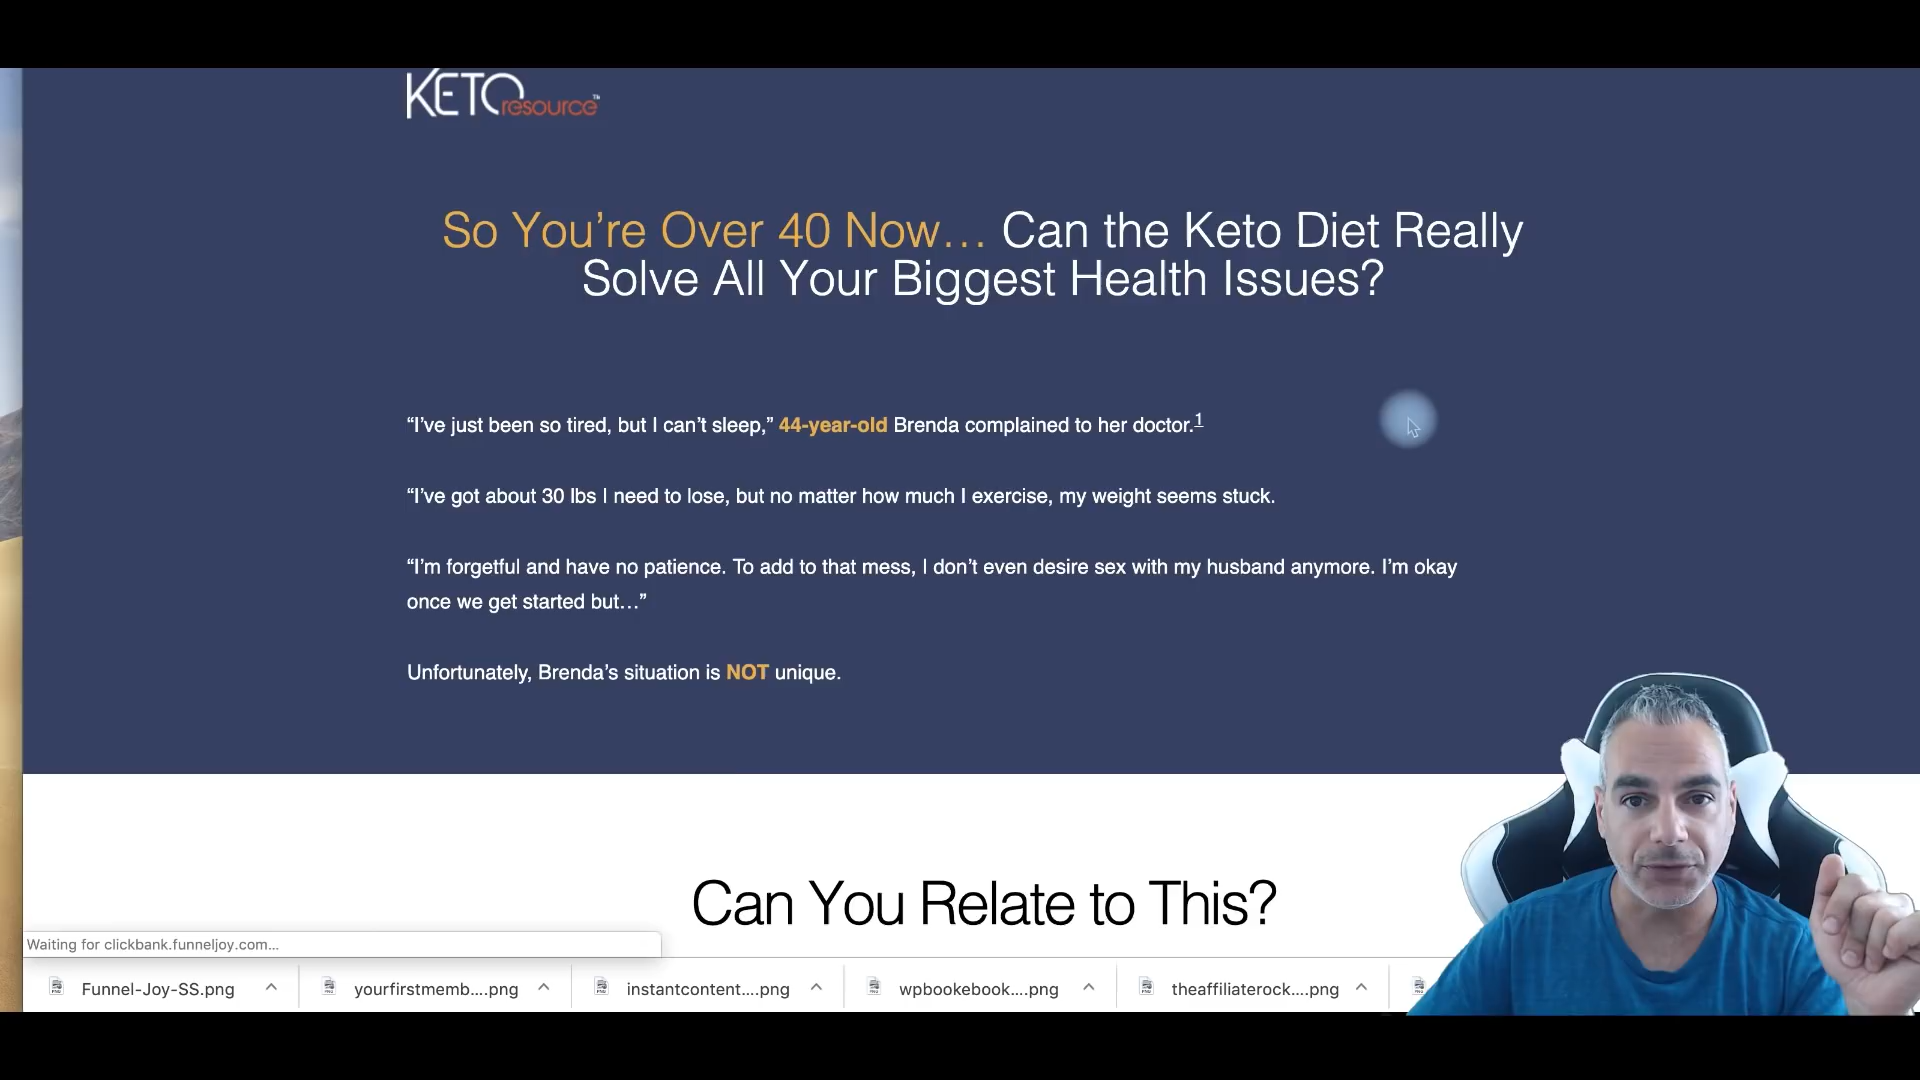 KETOresource™
So You’re Over 40 Now... Can the Keto Diet Really
Solve All Your Biggest Health Issues?
“I’ve just been so tired, but I can’t sleep,” 44-year-old Brenda complained to her doctor.1
“I’ve got about 30 lbs I need to lose, but no matter how much I exercise, my weight seems stuck.
“I’m forgetful and have no patience. To add to that mess, I don’t even desire sex with my husband anymore. I’m okay
once we get started but...”
Unfortunately, Brenda’s situation is NOT unique.
Can You Relate to This?
Waiting for clickbank.funneljoy.com...
Funnel-Joy-SS.png
yourfirstmemb....png
instantcontent....png
wpbookebook....png
theaffiliaterock....png